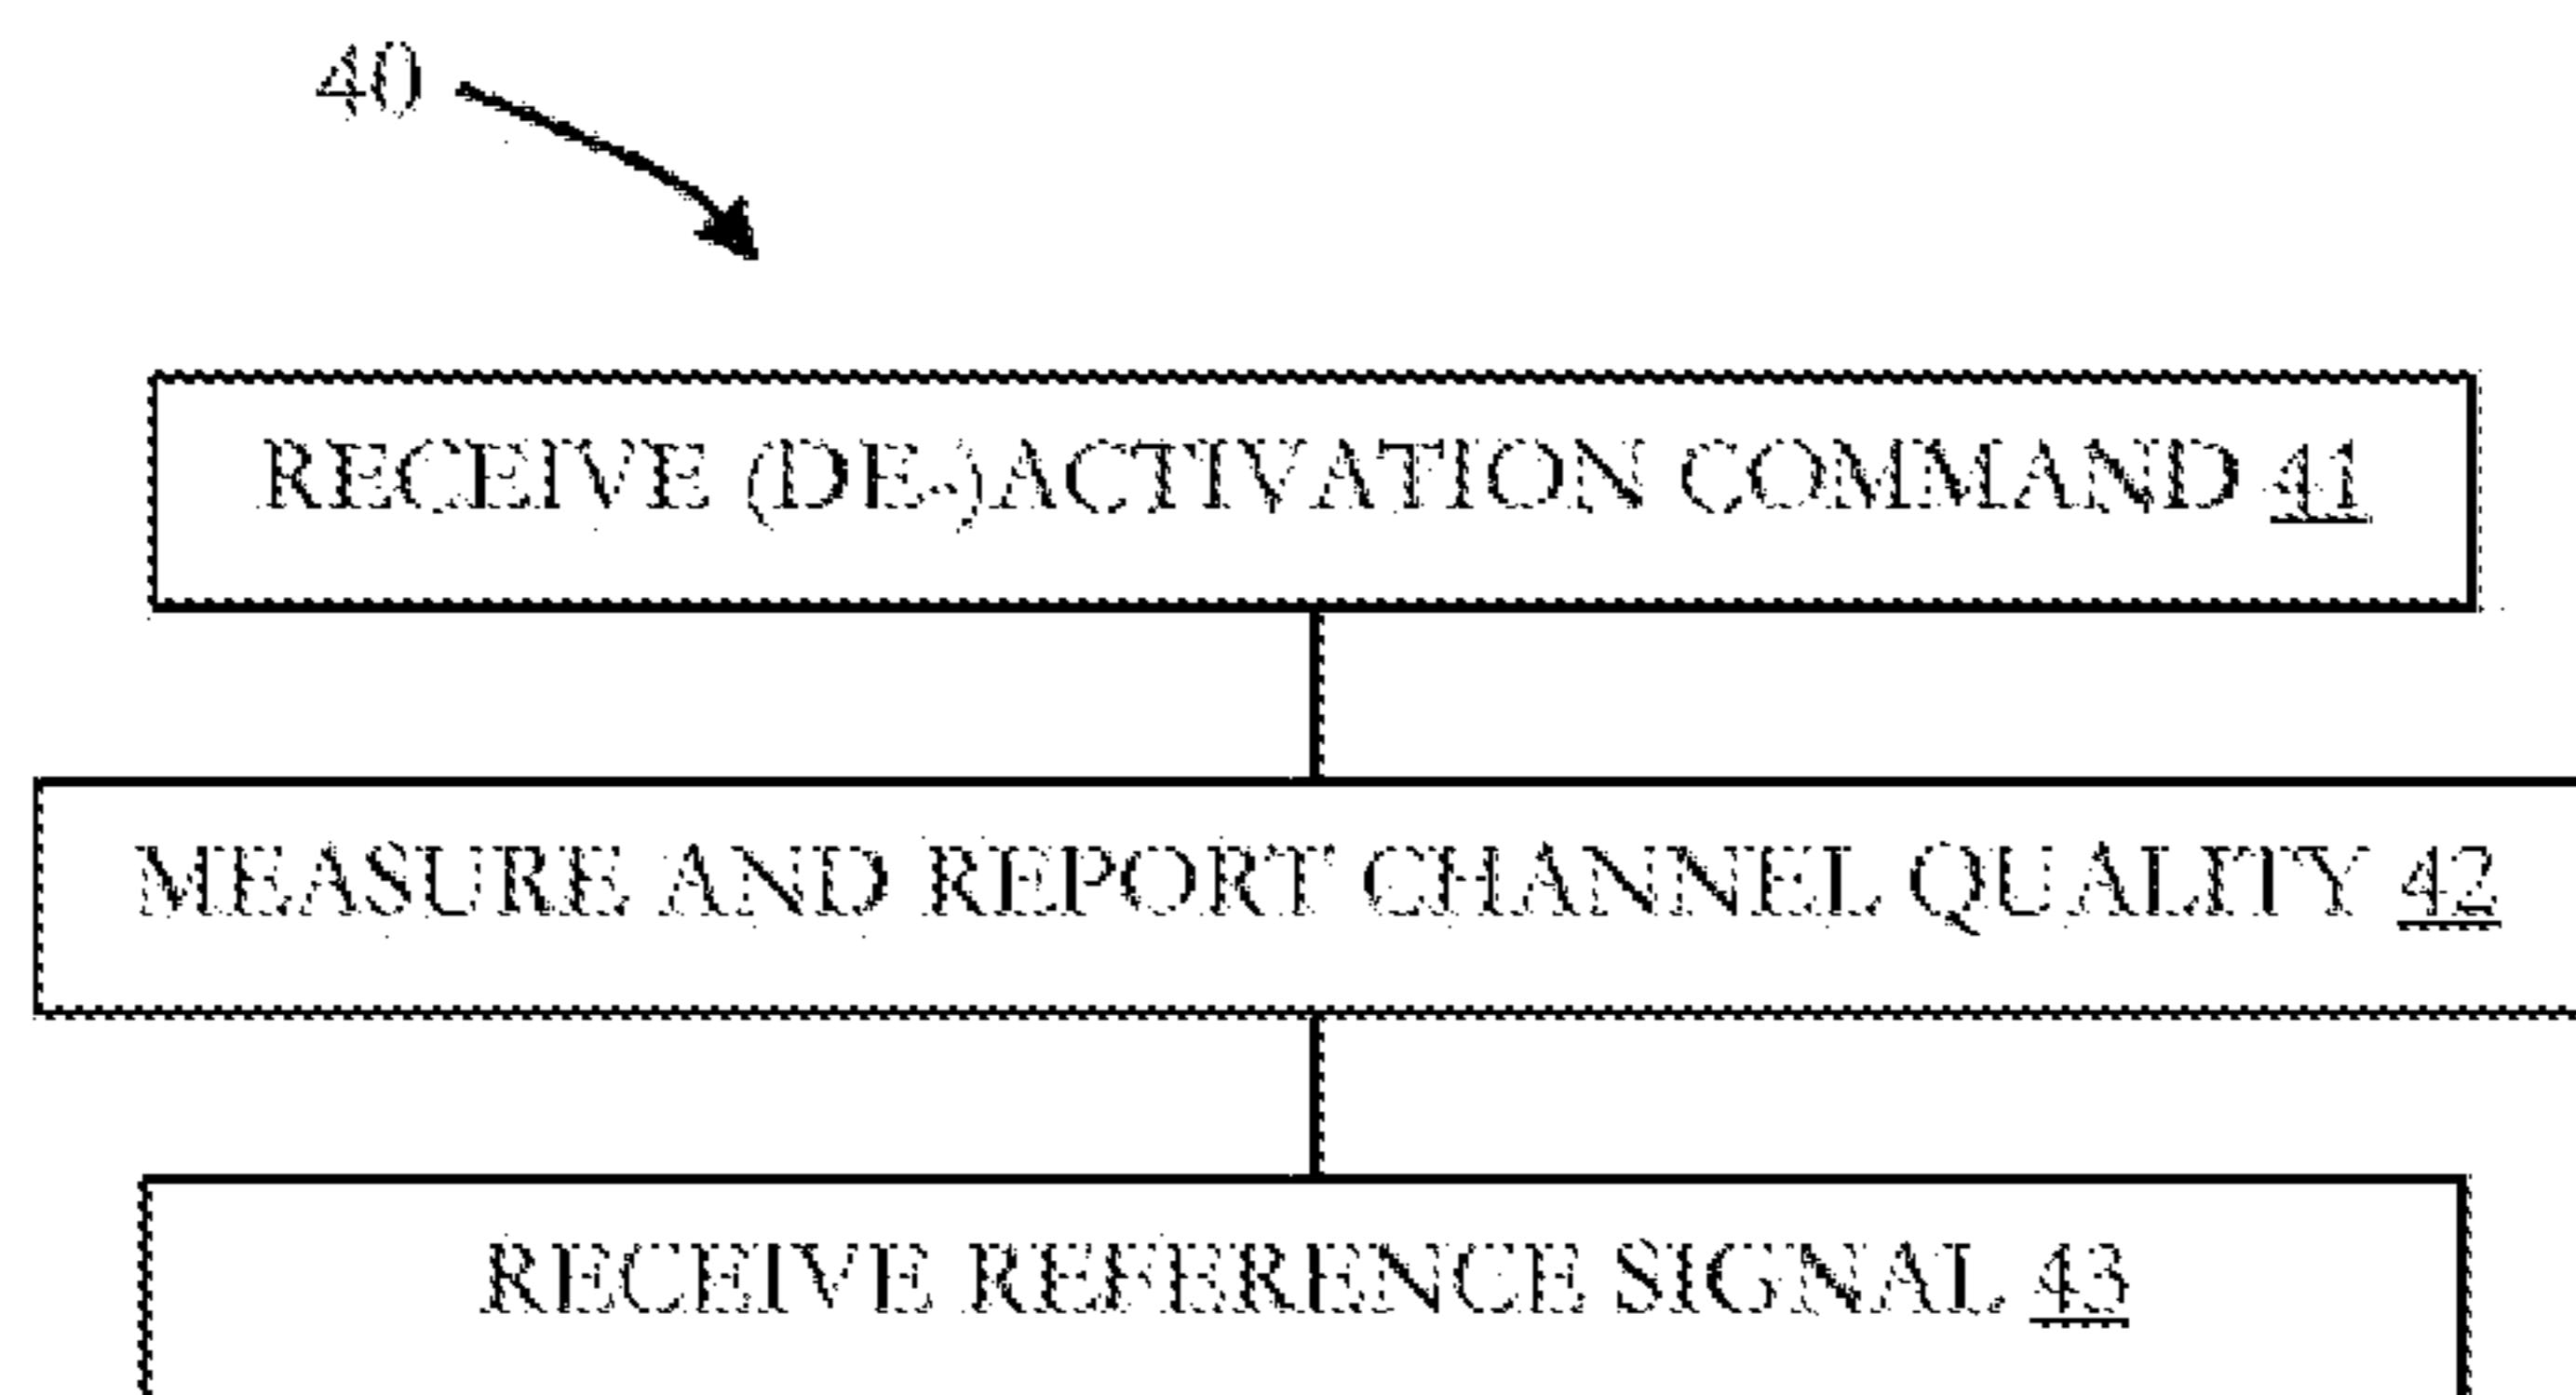 40
RECEIVE (DE-)ACTIVATION COMMAND 41
MEASURE AND REPORT CHANNEL QUALITY 42
RECEIVE REFERENCE SIGNAL 43